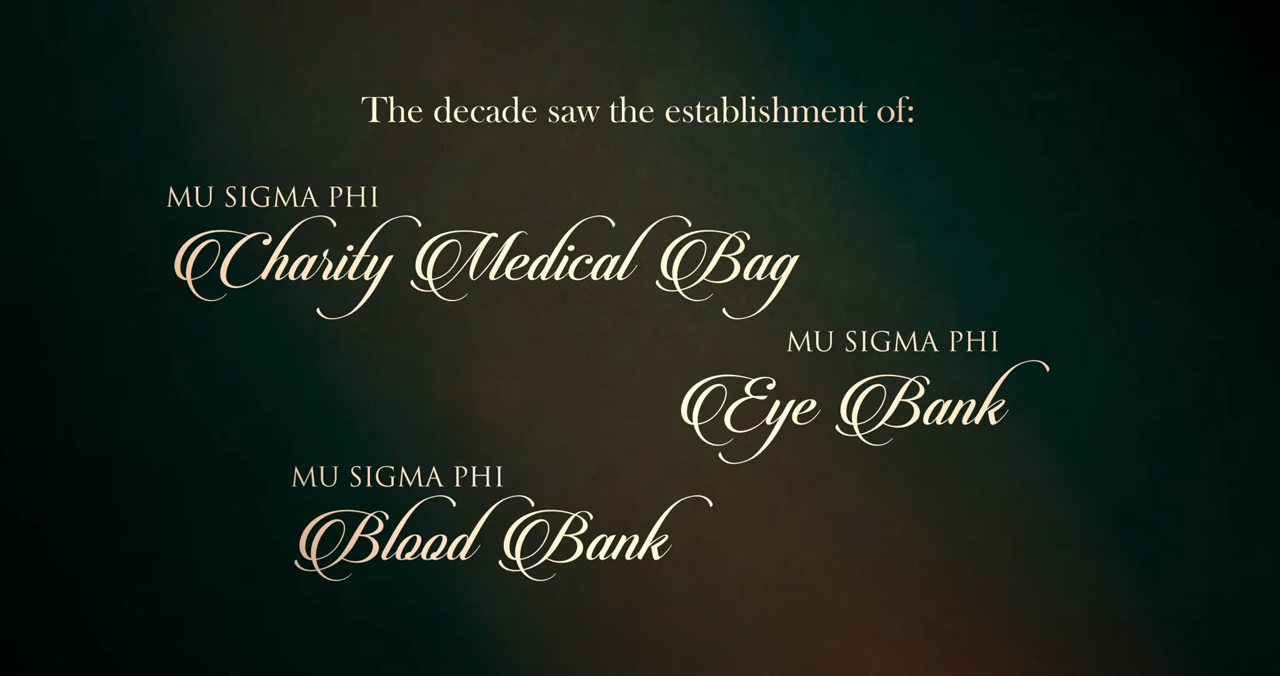 The decade saw the establishment of:
MU SIGMA PHI
Charity Medical Bag
MU SIGMA PHI
Eye Bank
MU SIGMA PHI
Blood Bank